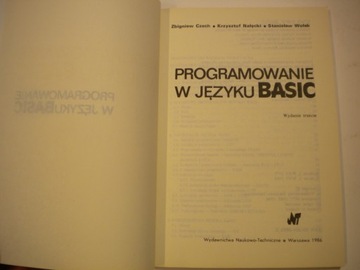 Zbigniew Czech • Krzysztof Nałęcki • Stanisław Wołek
PROGRAMOWANIE
W JĘZYKU BASIC
Wydanie trzecie
Wydawnictwa Naukowo-Techniczne • Warszawa 1986